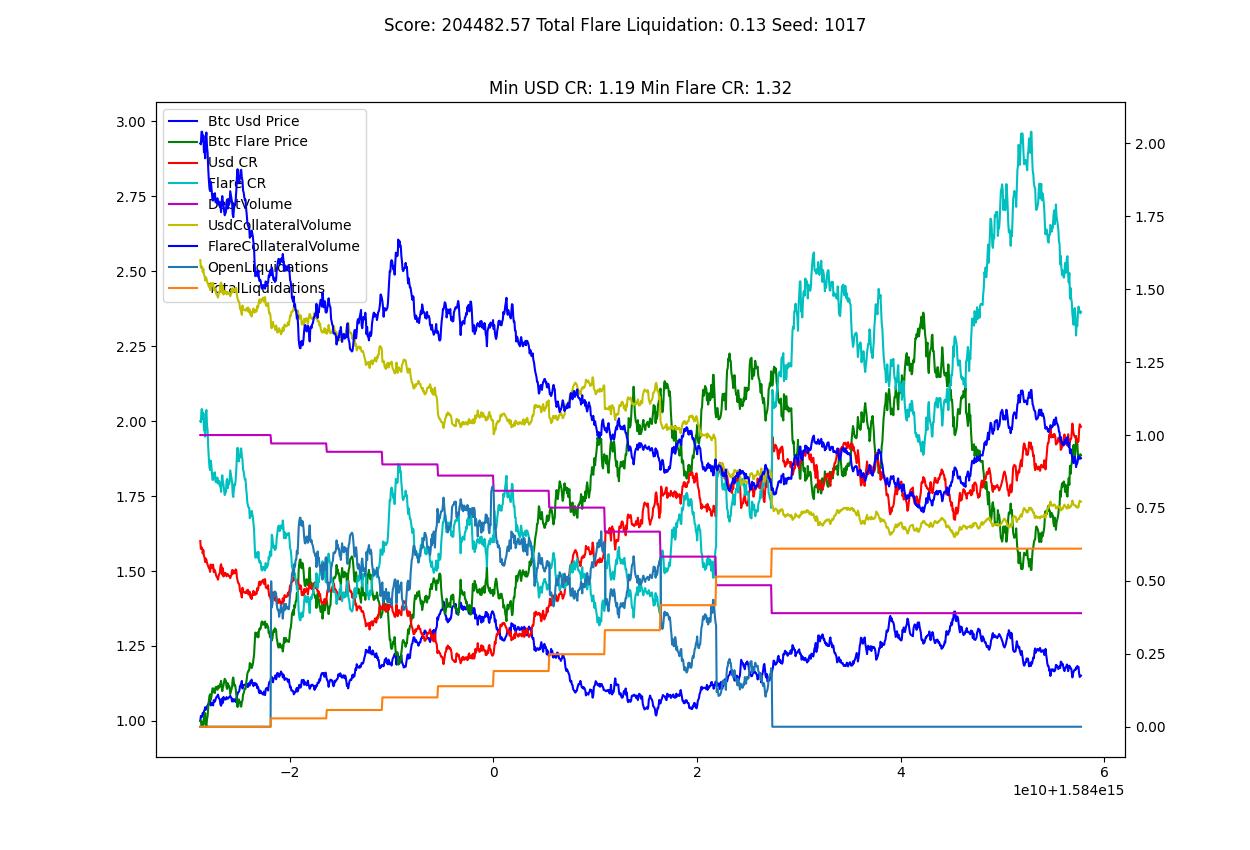 Score: 204482.57 Total Flare Liquidation: 0.13 Seed: 1017
Min USD CR: 1.19 Min Flare CR: 1.32
Btc Usd Price
Btc Flare Price
Usd CR
Flare CR
DebtVolume
UsdCollateralVolume
FlareCollateralVolume
OpenLiquidations
TotalLiquidations
3.00
2.75
2.50
2.25
2.00
1.75
1.50
1.25
1.00
2.00
1.75
1.50
1.25
1.00
0.75
0.50
0.25
0.00
−2 0 2 4 6
1e10+1.584e15